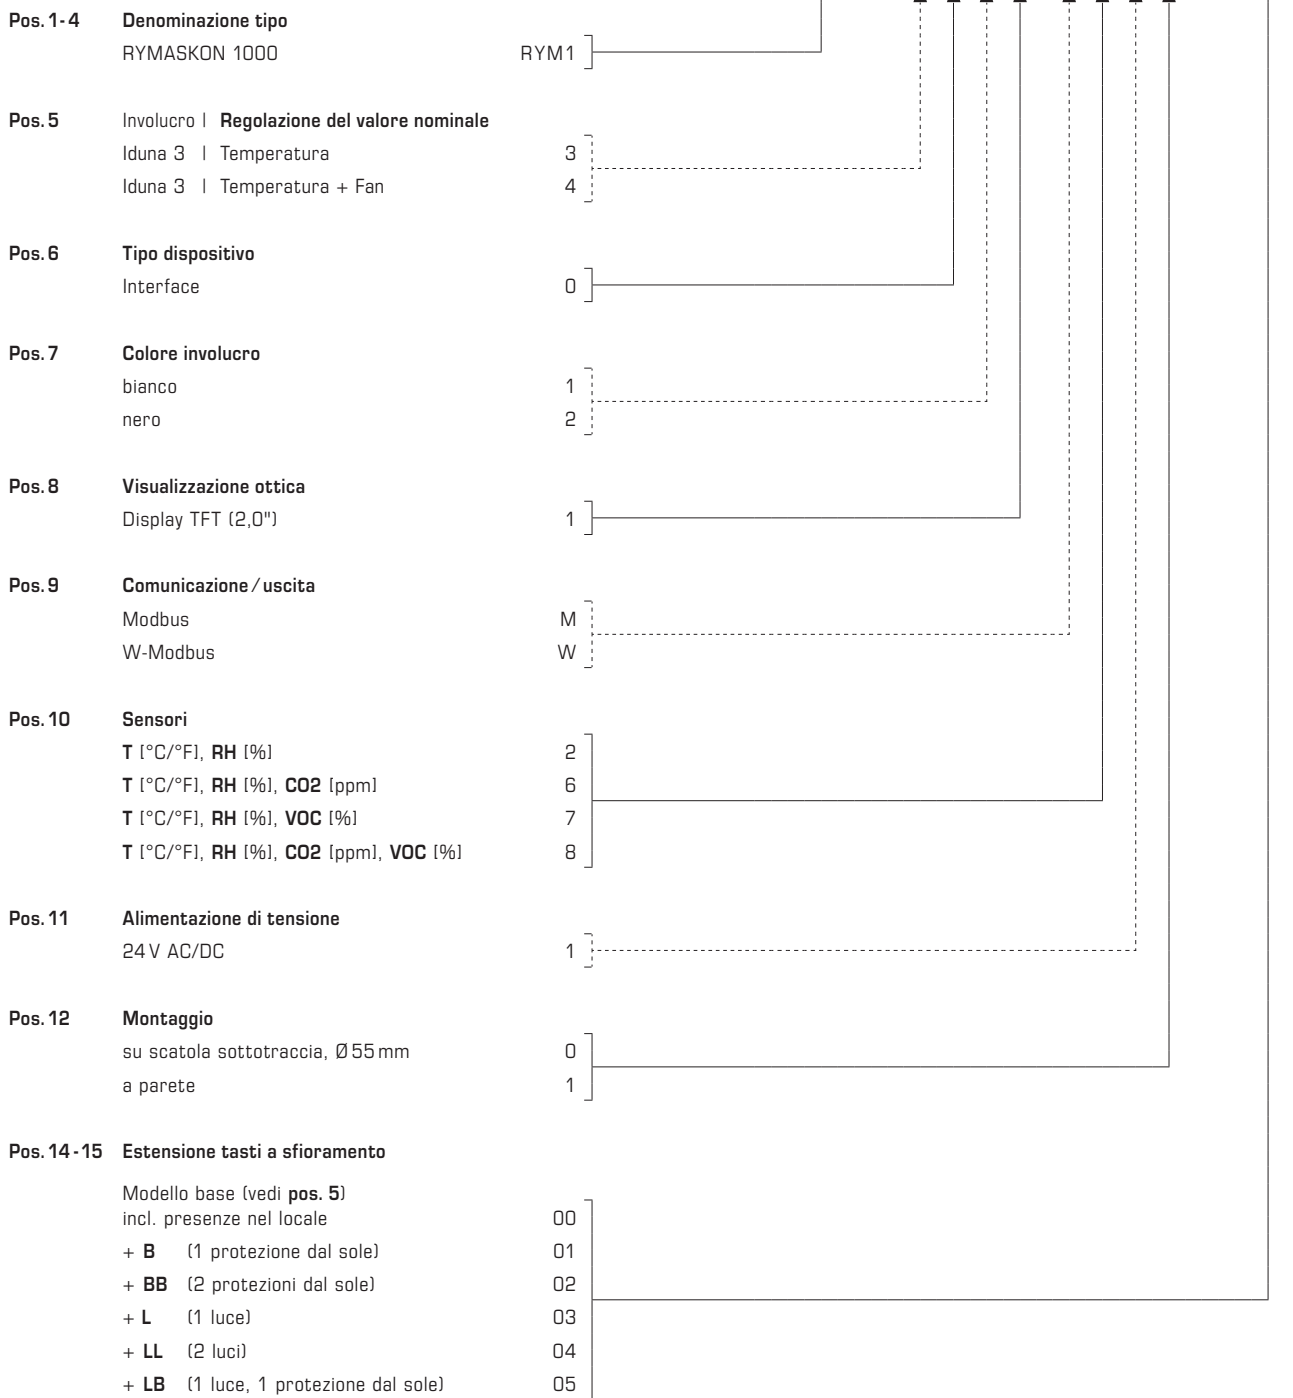 Pos. 1 - 4 Denominazione tipo
RYMASKON 1000 RYM1
Pos. 5 Involucro | Regolazione del valore nominale
Iduna 3 | Temperatura 3
Iduna 3 | Temperatura + Fan 4
Pos. 6 Tipo dispositivo
Interface 0
Pos. 7 Colore involucro
bianco 1
nero 2
Pos. 8 Visualizzazione ottica
Display TFT (2,0") 1
Pos. 9 Comunicazione / uscita
Modbus M
W-Modbus W
Pos. 10 Sensori
T [°C/°F], RH [%] 2
T [°C/°F], RH [%], CO2 [ppm] 6
T [°C/°F], RH [%], VOC [%] 7
T [°C/°F], RH [%], CO2 [ppm], VOC [%] 8
Pos. 11 Alimentazione di tensione
24 V AC/DC 1
Pos. 12 Montaggio
su scatola sottotraccia, Ø 55 mm 0
a parete 1
Pos. 14 - 15 Estensione tasti a sfioramento
Modello base (vedi pos. 5)
incl. presenze nel locale 00
+ B (1 protezione dal sole) 01
+ BB (2 protezioni dal sole) 02
+ L (1 luce) 03
+ LL (2 luci) 04
+ LB (1 luce, 1 protezione dal sole) 05